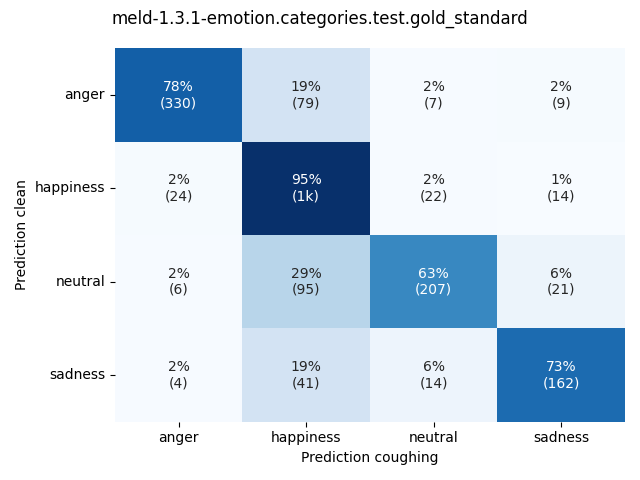 meld-1.3.1-emotion.categories.test.gold_standard
Prediction clean
anger
78%
(330)
19%
(79)
2%
(7)
2%
(9)
happiness
2%
(24)
95%
(1k)
2%
(22)
1%
(14)
neutral
2%
(6)
29%
(95)
63%
(207)
6%
(21)
sadness
2%
(4)
19%
(41)
6%
(14)
73%
(162)
anger
happiness
neutral
sadness
Prediction coughing